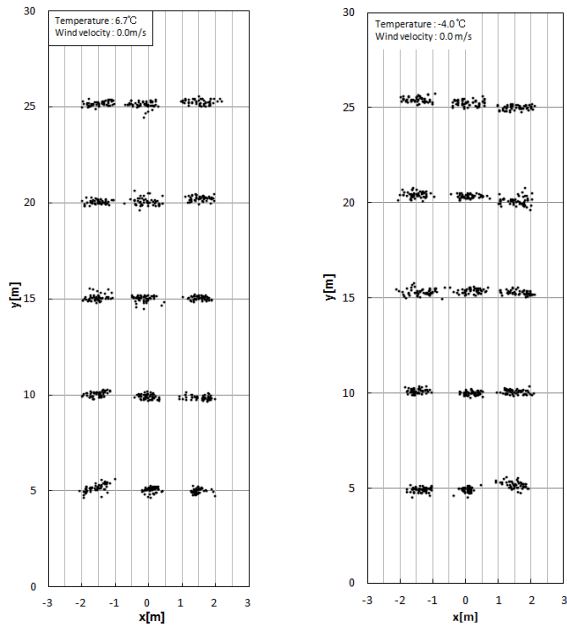 Temperature : 6.7℃
Wind velocity : 0.0m/s
30
25
20
15
10
5
0
y[m]
-3 -2 -1 0 1 2 3
x[m]
Temperature : -4.0℃
Wind velocity : 0.0m/s
30
25
20
15
10
5
0
y[m]
-3 -2 -1 0 1 2 3
x[m]